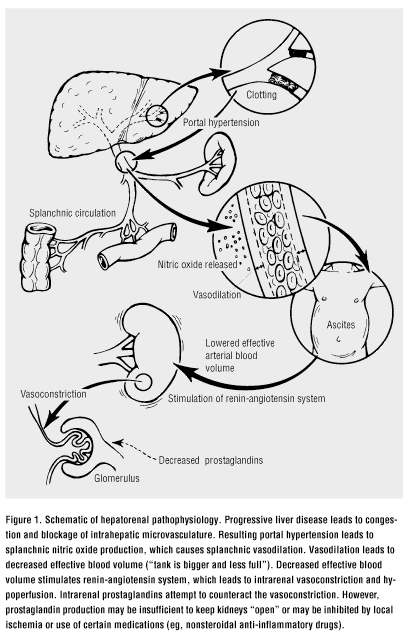 Clotting
Portal hypertension
Splanchnic circulation
Nitric oxide released
Vasodilation
Ascites
Lowered effective
arterial blood
volume
Stimulation of renin-angiotensin system
Vasoconstriction
Decreased prostaglandins
Glomerulus
Figure 1. Schematic of hepatorenal pathophysiology. Progressive liver disease leads to conges-
tion and blockage of intrahepatic microvasculature. Resulting portal hypertension leads to
splanchnic nitric oxide production, which causes splanchnic vasodilation. Vasodilation leads to
decreased effective blood volume (“tank is bigger and less full”). Decreased effective blood
volume stimulates renin-angiotensin system, which leads to intrarenal vasoconstriction and hy-
poperfusion. Intrarenal prostaglandins attempt to counteract the vasoconstriction. However,
prostaglandin production may be insufficient to keep kidneys “open” or may be inhibited by local
ischemia or use of certain medications (eg, nonsteroidal anti-inflammatory drugs).